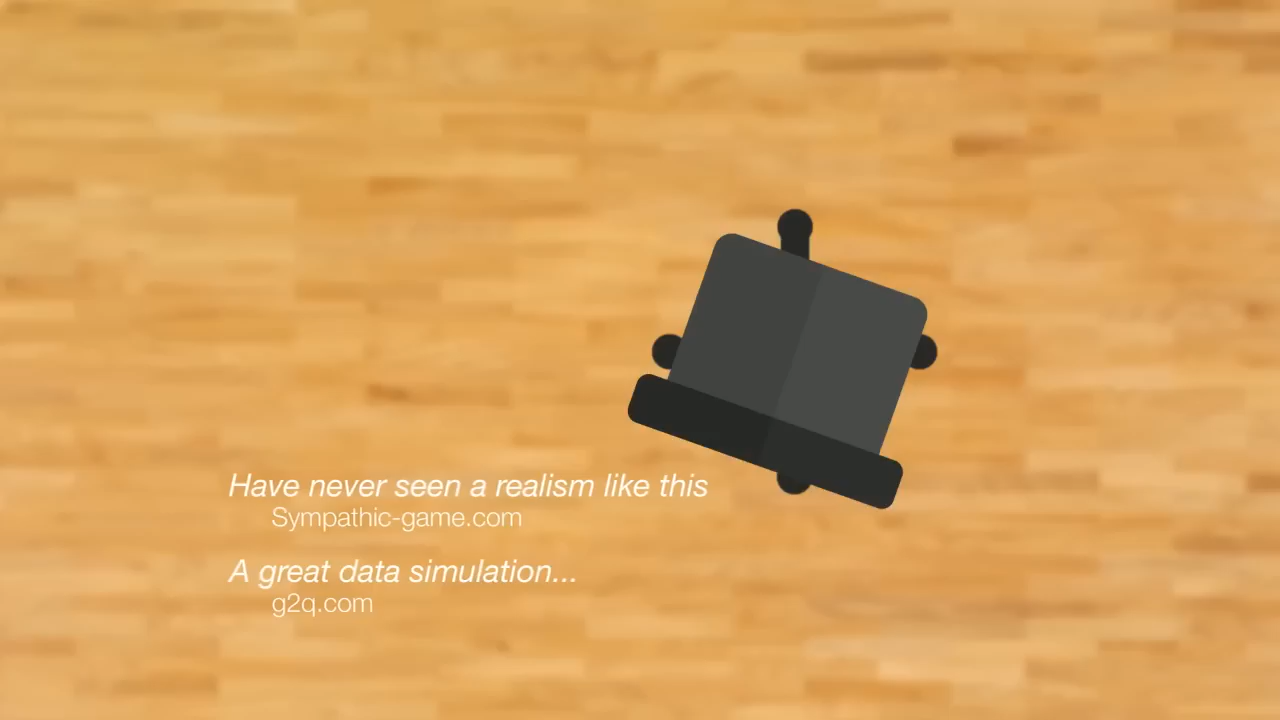 Have never seen a realism like this
Sympathic-game.com
A great data simulation...
g2q.com